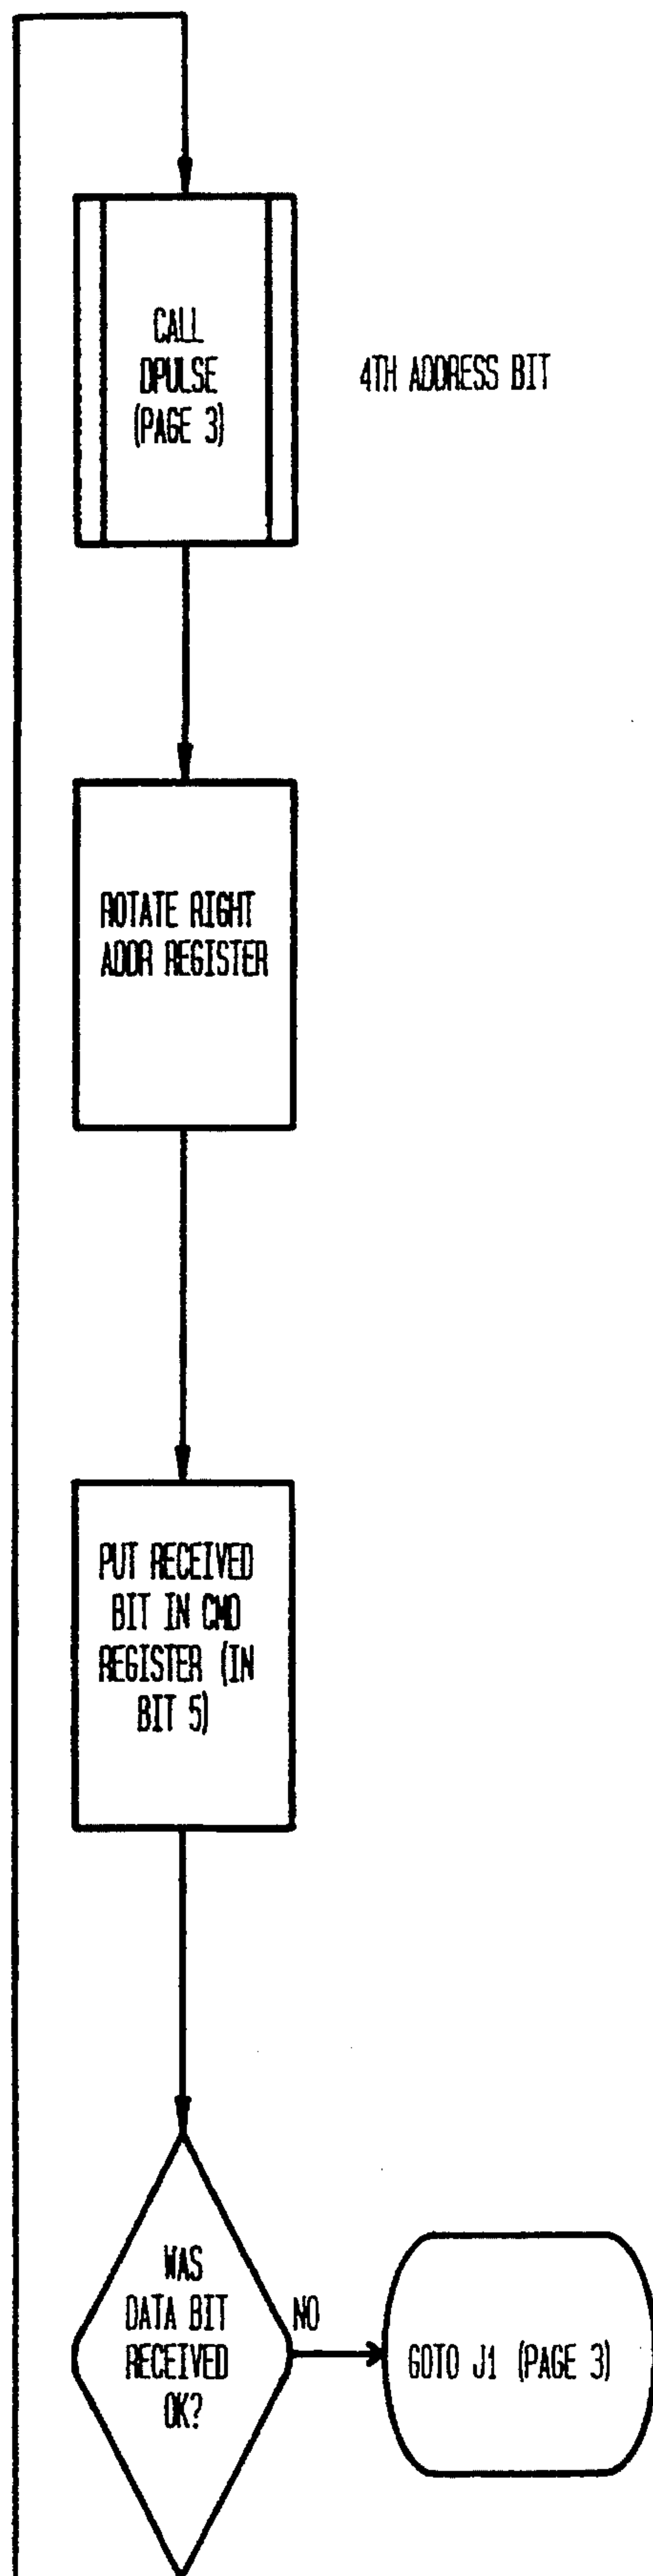 CALL
DPULSE
(PAGE 3)
4TH ADDRESS BIT
ROTATE RIGHT
ADDR REGISTER
PUT RECEIVED
BIT IN CMD
REGISTER (IN
BIT 5)
WAS
DATA BIT
RECEIVED
OK?
NO
GOTO J1 (PAGE 3)